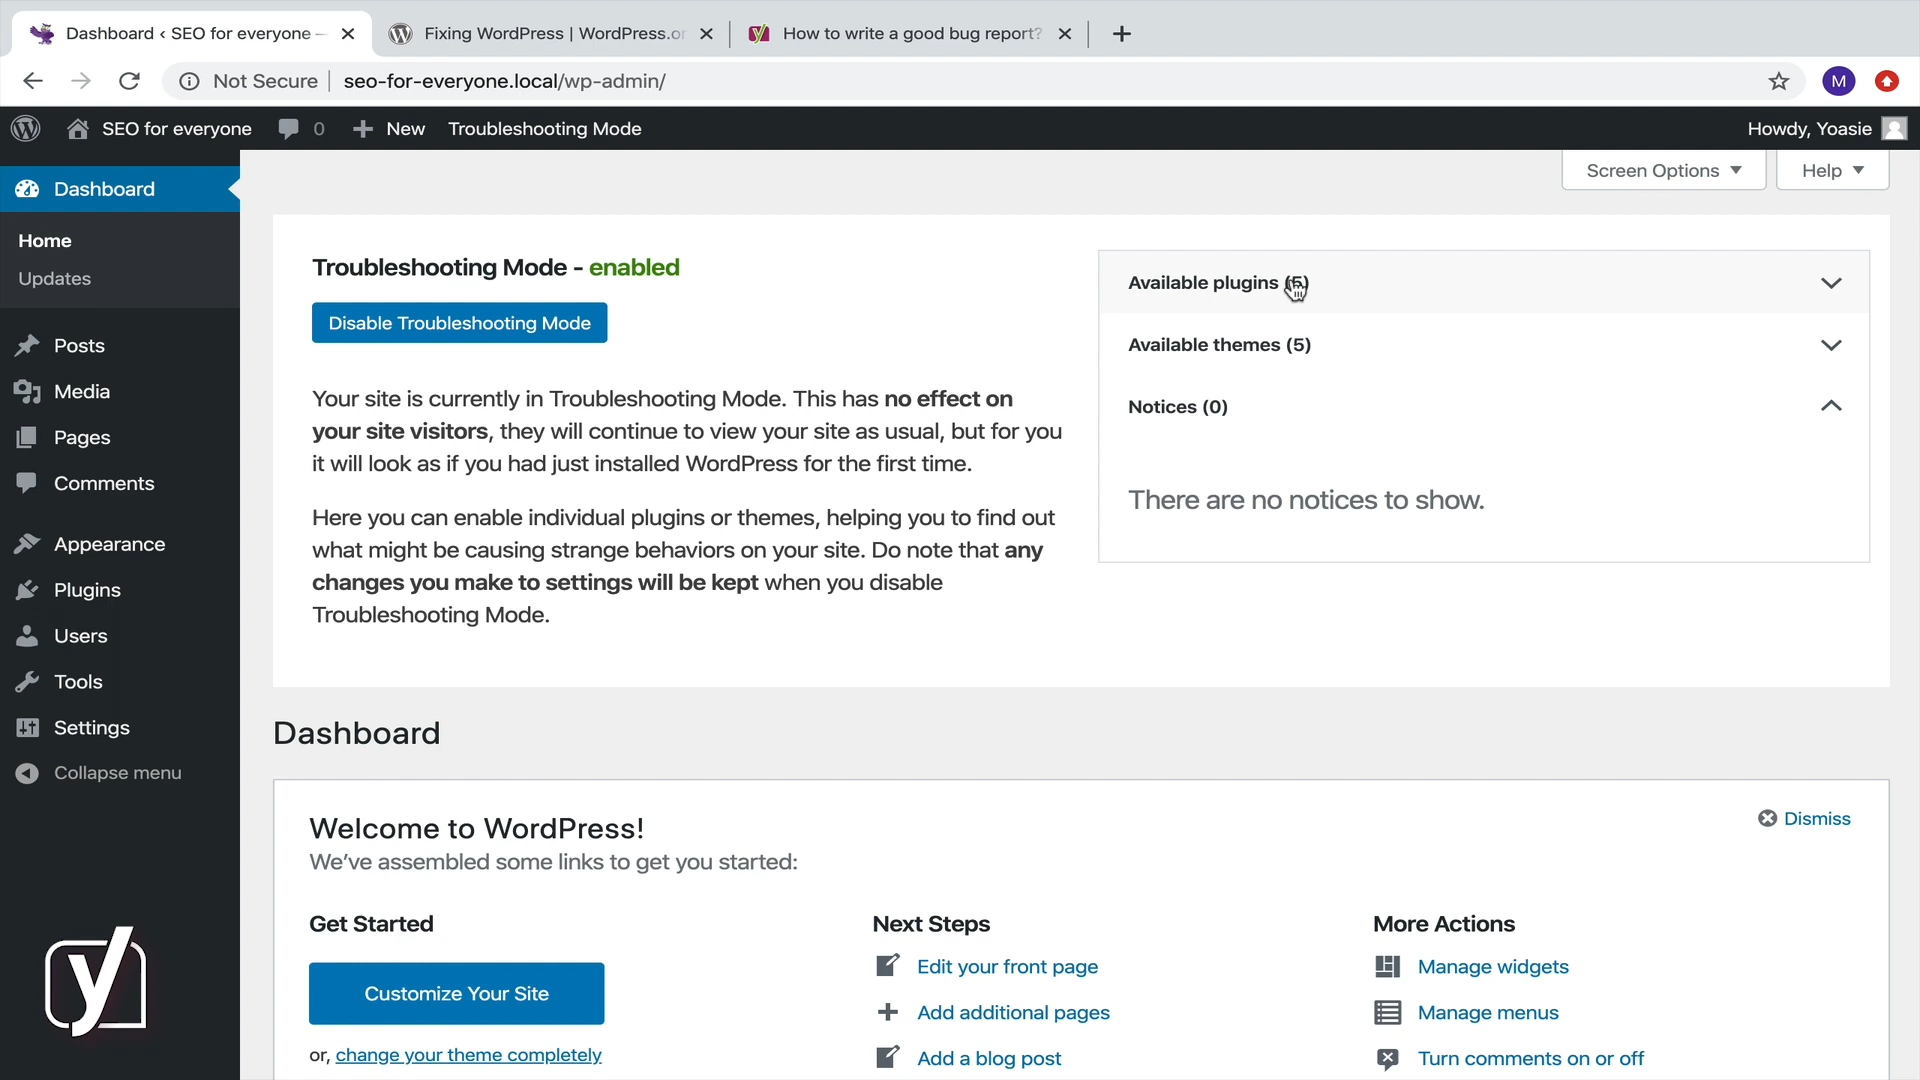 Dashboard ‹ SEO for everyone —
Fixing WordPress | WordPress.or
How to write a good bug report?
Not Secure | seo-for-everyone.local/wp-admin/
M
SEO for everyone
0
New
Troubleshooting Mode
Howdy, Yoasie
Screen Options
Help
Dashboard
Home
Updates
Posts
Media
Pages
Comments
Appearance
Plugins
Users
Tools
Settings
Collapse menu
Troubleshooting Mode - enabled
Disable Troubleshooting Mode
Your site is currently in Troubleshooting Mode. This has no effect on
your site visitors, they will continue to view your site as usual, but for you
it will look as if you had just installed WordPress for the first time.
Here you can enable individual plugins or themes, helping you to find out
what might be causing strange behaviors on your site. Do note that any
changes you make to settings will be kept when you disable
Troubleshooting Mode.
Available plugins (5)
Available themes (5)
Notices (0)
There are no notices to show.
Dashboard
Welcome to WordPress!
We've assembled some links to get you started:
Dismiss
Get Started
Customize Your Site
or, change your theme completely
Next Steps
Edit your front page
Add additional pages
Add a blog post
More Actions
Manage widgets
Manage menus
Turn comments on or off
y